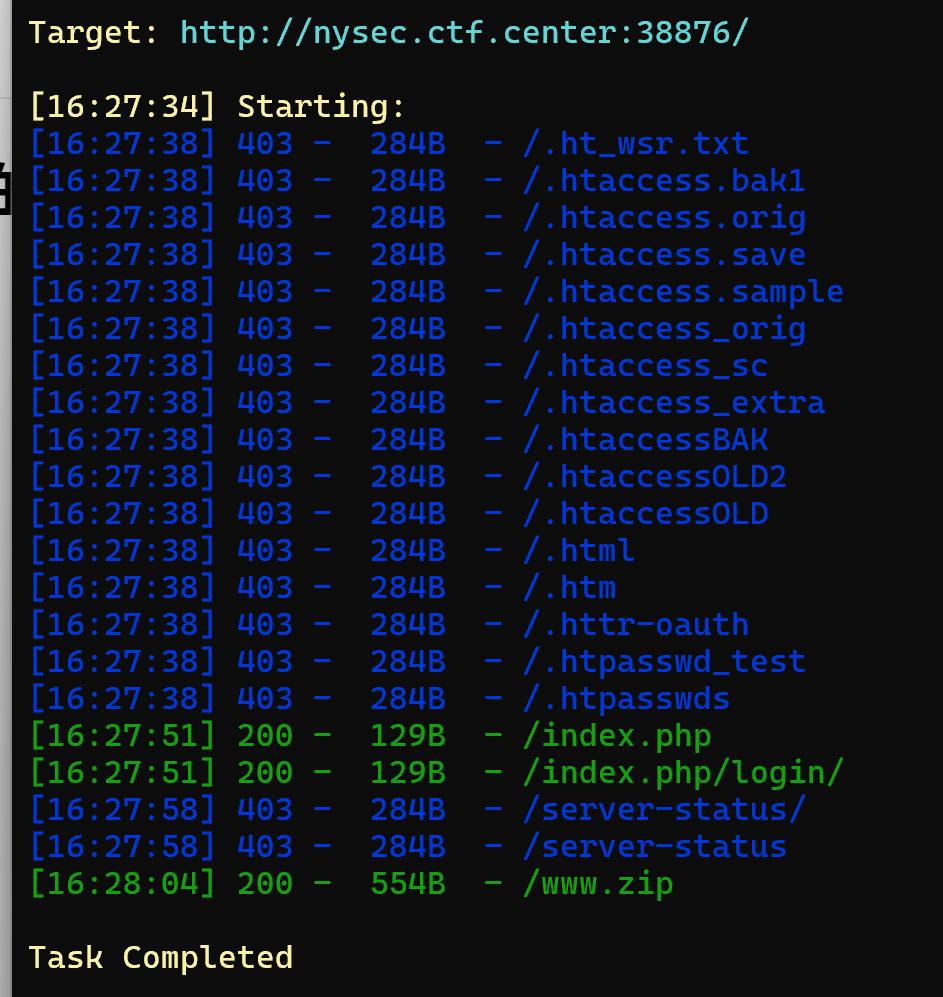 Target: http://nysec.ctf.center:38876/
[16:27:34] Starting:
[16:27:38] 403 -  284B  - /.ht_wsr.txt
[16:27:38] 403 -  284B  - /.htaccess.bak1
[16:27:38] 403 -  284B  - /.htaccess.orig
[16:27:38] 403 -  284B  - /.htaccess.save
[16:27:38] 403 -  284B  - /.htaccess.sample
[16:27:38] 403 -  284B  - /.htaccess_orig
[16:27:38] 403 -  284B  - /.htaccess_sc
[16:27:38] 403 -  284B  - /.htaccess_extra
[16:27:38] 403 -  284B  - /.htaccessBAK
[16:27:38] 403 -  284B  - /.htaccessOLD2
[16:27:38] 403 -  284B  - /.htaccessOLD
[16:27:38] 403 -  284B  - /.html
[16:27:38] 403 -  284B  - /.htm
[16:27:38] 403 -  284B  - /.httr-oauth
[16:27:38] 403 -  284B  - /.htpasswd_test
[16:27:38] 403 -  284B  - /.htpasswds
[16:27:51] 200 -  129B  - /index.php
[16:27:51] 200 -  129B  - /index.php/login/
[16:27:58] 403 -  284B  - /server-status/
[16:27:58] 403 -  284B  - /server-status
[16:28:04] 200 -  554B  - /www.zip
Task Completed